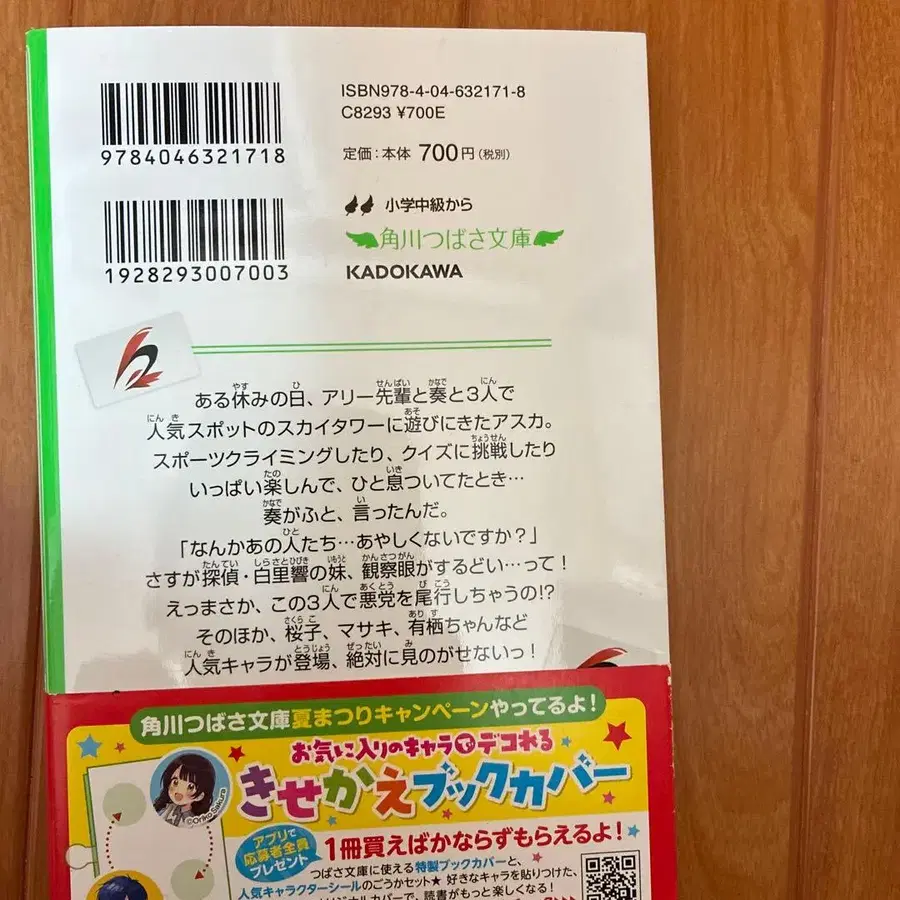 ISBN978-4-04-632171-8
C8293 ¥700E
9784046321718
定価:本体 700円(税別)
1928293007003
小学中級から
角川つばさ文庫
KADOKAWA
ある休みの日、アリー先輩と奏と3人で
人気スポットのスカイタワーに遊びにきたアスカ。
スポーツクライミングしたり、クイズに挑戦したり
いっぱい楽しんで、ひと息ついてたとき…
奏がふと、言ったんだ。
「なんかあの人たち…あやしくないですか?」
さすが探偵・白里響の妹、観察眼がするどい…って!
えっまさか、この3人で悪党を尾行しちゃうの!?
そのほか、桜子、マサキ、有栖ちゃんなど
人気キャラが登場、絶対に見のがせないっ!
角川つばさ文庫夏まつりキャンペーンやってるよ!
お気に入りのキャラでデコれる
きせかえブックカバー
©Oriko Sakura
アプリで
応募者全員
プレゼント
1冊買えばかならずもらえるよ!
つばさ文庫に使える特製ブックカバーと、
人気キャラクターシールのごうかセット★ 好きなキャラを貼りつけた、
カバーで、読書がもっと楽しくなる!